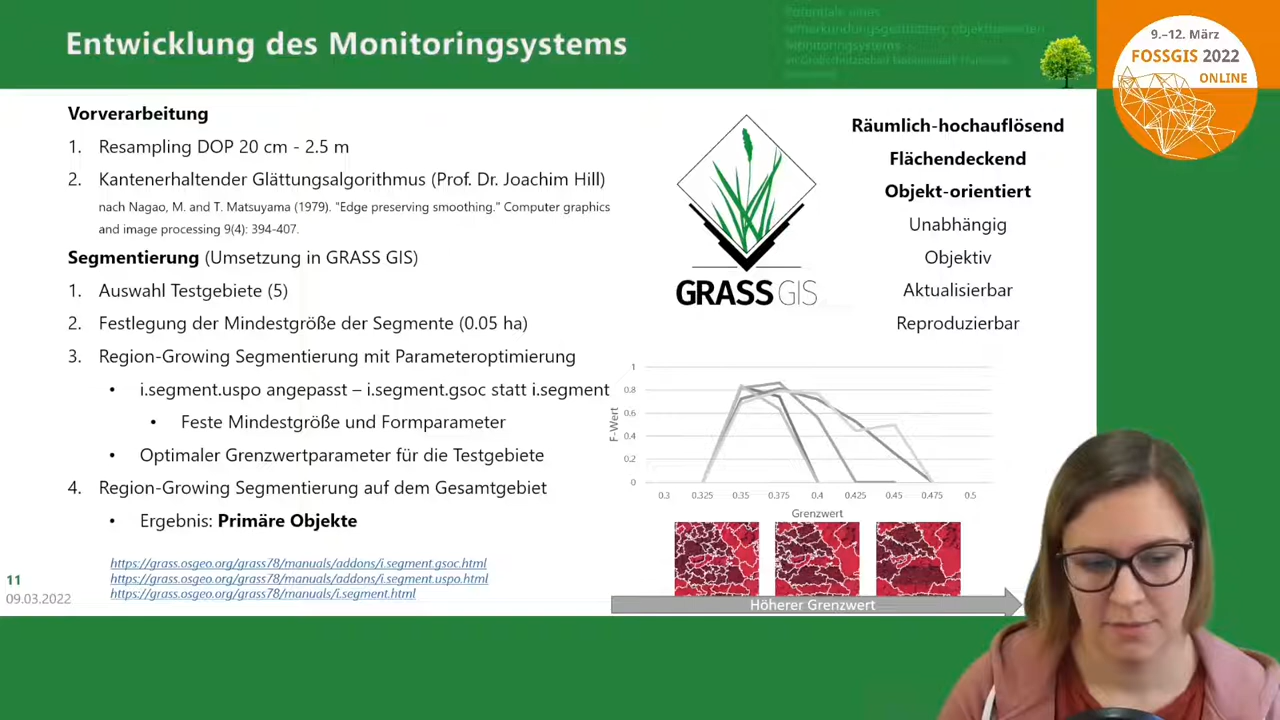 Entwicklung des Monitoringsystems
Potentiale eines
fernerkundungsgestützten, objektbasierten
Monitoringsystems
9.–12. März
FOSSGIS 2022
ONLINE
Vorverarbeitung
1. Resampling DOP 20 cm - 2.5 m
2. Kantenerhaltender Glättungsalgorithmus (Prof. Dr. Joachim Hill)
nach Nagao, M. and T. Matsuyama (1979). "Edge preserving smoothing." Computer graphics
and image processing 9(4): 394-407.
Segmentierung (Umsetzung in GRASS GIS)
1. Auswahl Testgebiete (5)
2. Festlegung der Mindestgröße der Segmente (0.05 ha)
3. Region-Growing Segmentierung mit Parameteroptimierung
• i.segment.uspo angepasst – i.segment.gsoc statt i.segment
• Feste Mindestgröße und Formparameter
• Optimaler Grenzwertparameter für die Testgebiete
4. Region-Growing Segmentierung auf dem Gesamtgebiet
• Ergebnis: Primäre Objekte
https://grass.osgeo.org/grass78/manuals/addons/i.segment.gsoc.html
https://grass.osgeo.org/grass78/manuals/addons/i.segment.uspo.html
https://grass.osgeo.org/grass78/manuals/i.segment.html
11
09.03.2022
GRASS GIS
Räumlich-hochauflösend
Flächendeckend
Objekt-orientiert
Unabhängig
Objektiv
Aktualisierbar
Reproduzierbar
F-Wert
1
0.8
0.6
0.4
0.2
0
0.3 0.325 0.35 0.375 0.4 0.425 0.45 0.475 0.5
Grenzwert
Höherer Grenzwert